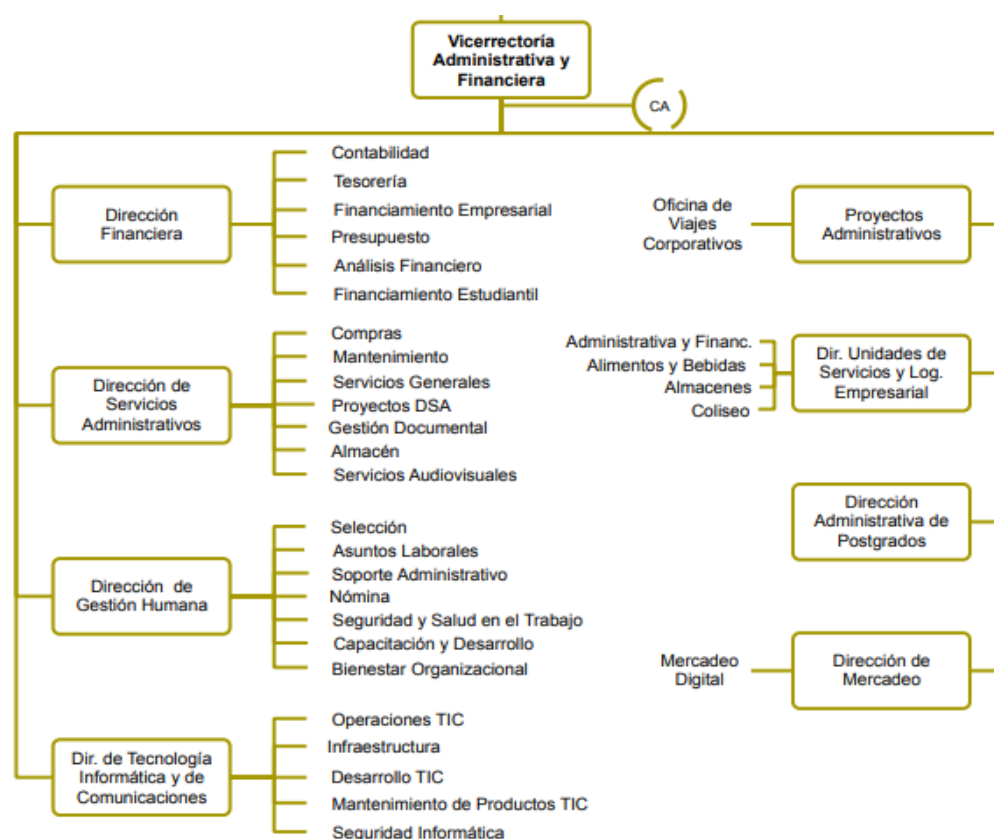 Vicerrectoría
Administrativa y
Financiera
CA
Dirección
Financiera
Contabilidad
Tesorería
Financiamiento Empresarial
Presupuesto
Análisis Financiero
Financiamiento Estudiantil
Oficina de
Viajes
Corporativos
Proyectos
Administrativos
Dirección de
Servicios
Administrativos
Compras
Mantenimiento
Servicios Generales
Proyectos DSA
Gestión Documental
Almacén
Servicios Audiovisuales
Administrativa y Financ.
Alimentos y Bebidas
Almacenes
Coliseo
Dir. Unidades de
Servicios y Log.
Empresarial
Dirección
Administrativa de
Postgrados
Dirección de
Gestión Humana
Selección
Asuntos Laborales
Soporte Administrativo
Nómina
Seguridad y Salud en el Trabajo
Capacitación y Desarrollo
Bienestar Organizacional
Mercadeo
Digital
Dirección de
Mercadeo
Dir. de Tecnología
Informática y de
Comunicaciones
Operaciones TIC
Infraestructura
Desarrollo TIC
Mantenimiento de Productos TIC
Seguridad Informática